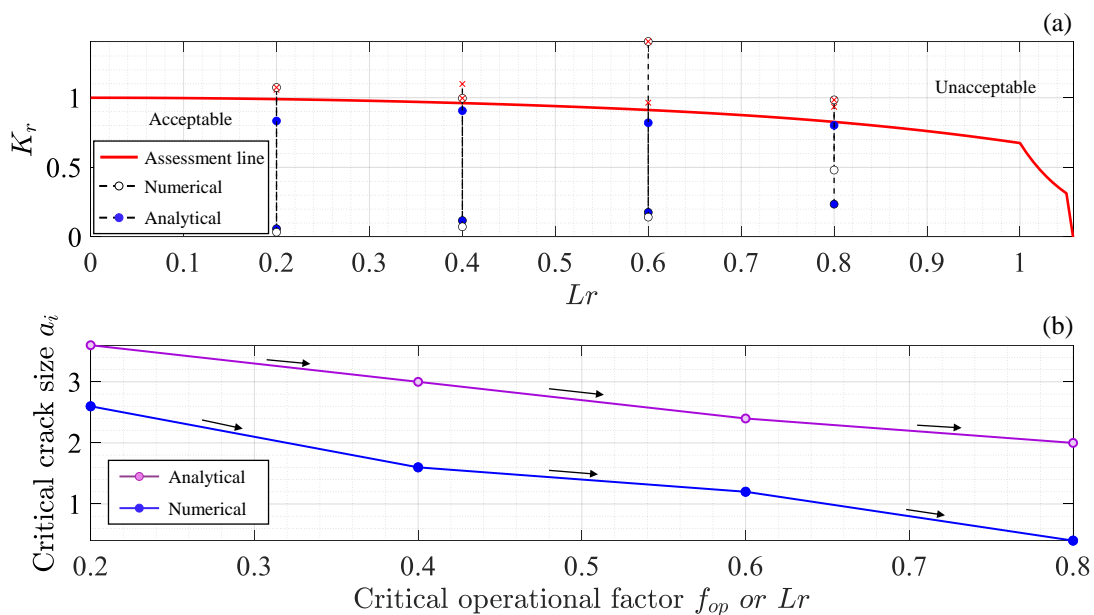 (a)
K_r
1
0.5
0
Acceptable
Unacceptable
Assessment line
Numerical
Analytical
0 0.1 0.2 0.3 0.4 0.5 0.6 0.7 0.8 0.9 1
Lr
(b)
Critical crack size a_i
3
2
1
Analytical
Numerical
0.2 0.3 0.4 0.5 0.6 0.7 0.8
Critical operational factor f_op or Lr